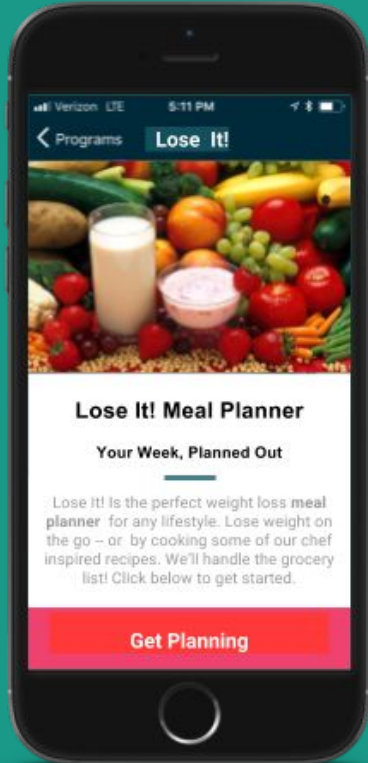 Verizon LTE 5:11 PM
Programs Lose It!
Lose It! Meal Planner
Your Week, Planned Out
Lose It! Is the perfect weight loss meal
planner for any lifestyle. Lose weight on
the go – or by cooking some of our chef
inspired recipes. We'll handle the grocery
list! Click below to get started.
Get Planning